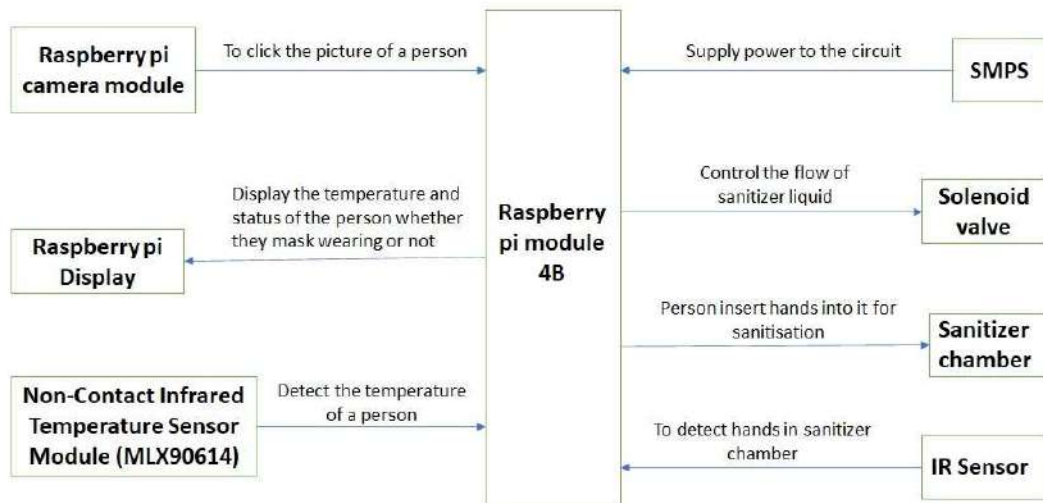 Raspberry pi
camera module
To click the picture of a person
Supply power to the circuit
SMPS
Display the temperature and
status of the person whether
they mask wearing or not
Raspberry pi
Display
Raspberry
pi module
4B
Control the flow of
sanitizer liquid
Solenoid
valve
Person insert hands into it for
sanitisation
Sanitizer
chamber
Non-Contact Infrared
Temperature Sensor
Module (MLX90614)
Detect the temperature
of a person
To detect hands in sanitizer
chamber
IR Sensor